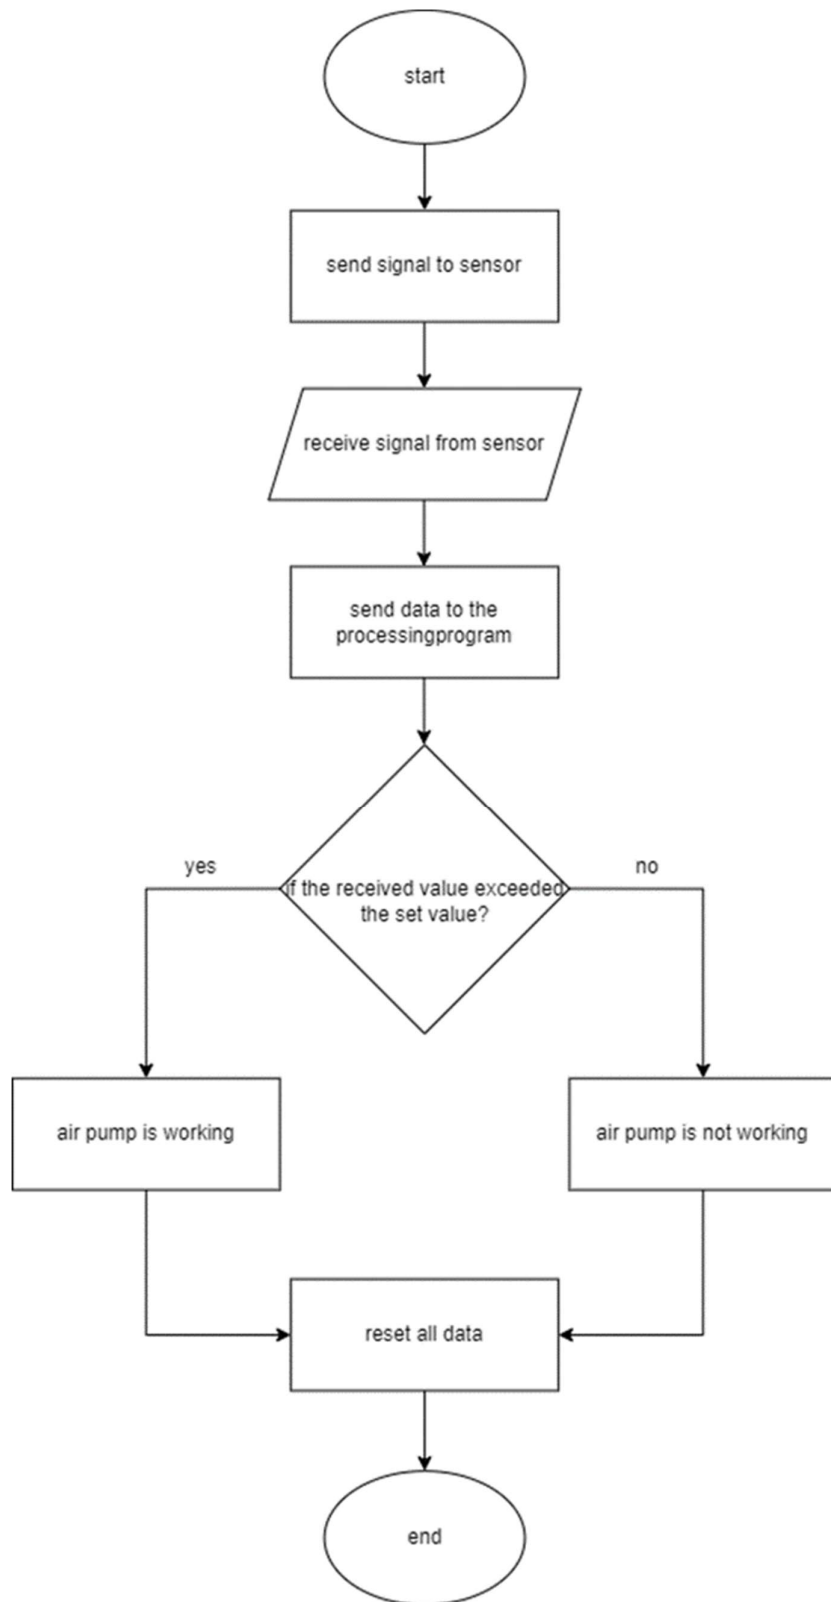 start
send signal to sensor
receive signal from sensor
send data to the
processingprogram
yes
no
if the received value exceeded
the set value?
air pump is working
air pump is not working
reset all data
end